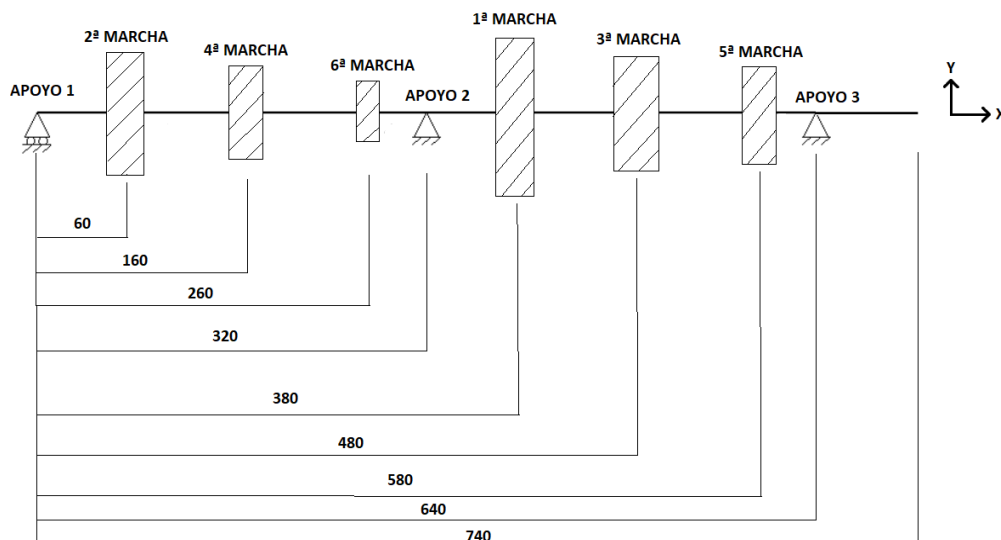 1ª MARCHA
2ª MARCHA
3ª MARCHA
4ª MARCHA
6ª MARCHA
5ª MARCHA
APOYO 1
APOYO 2
APOYO 3
Y
X
60
160
260
320
380
480
580
640
740